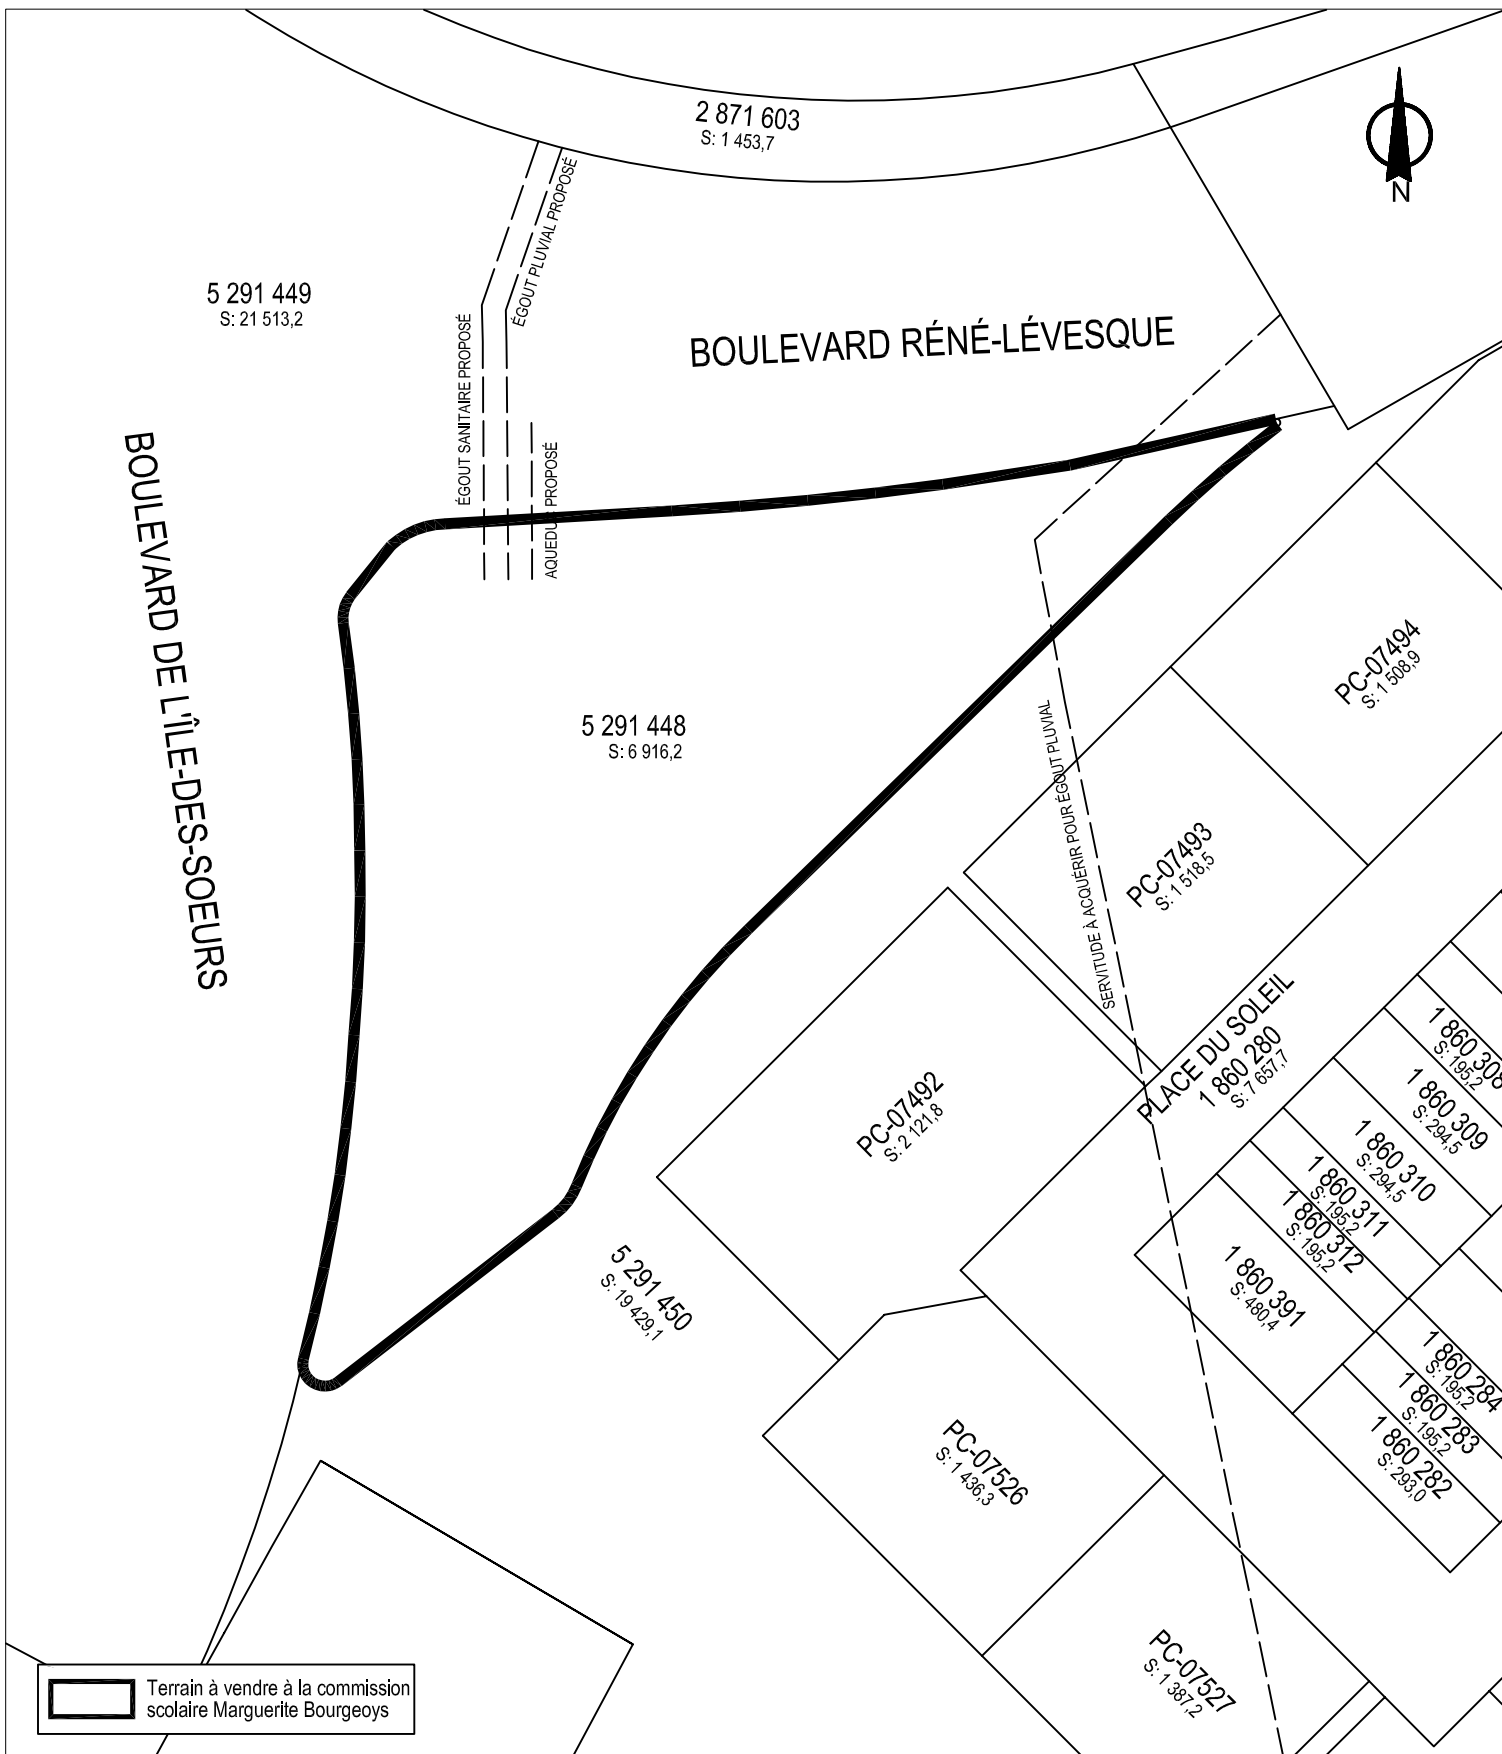 2 871 603
S: 1 453,7
N
ÉGOUT PLUVIAL PROPOSÉ
5 291 449
S: 21 513,2
ÉGOUT SANITAIRE PROPOSÉ
BOULEVARD RÉNÉ-LÉVESQUE
AQUEDUC PROPOSÉ
BOULEVARD DE L'ÎLE-DES-SOEURS
5 291 448
S: 6 916,2
PC-07494
S: 1 508,9
SERVITUDE À ACQUÉRIR POUR ÉGOUT PLUVIAL
PC-07493
S: 1 518,5
PLACE DU SOLEIL
1 860 280
S: 7 657,7
PC-07492
S: 2 121,8
1 860 308
S: 195,2
1 860 309
S: 294,5
1 860 310
S: 294,5
1 860 311
S: 195,2
1 860 312
S: 195,2
1 860 391
S: 480,4
5 291 450
S: 19 429,1
1 860 284
S: 195,2
1 860 283
S: 195,2
1 860 282
S: 293,0
PC-07526
S: 1 436,3
PC-07527
S: 1 387,2
Terrain à vendre à la commission
scolaire Marguerite Bourgeoys